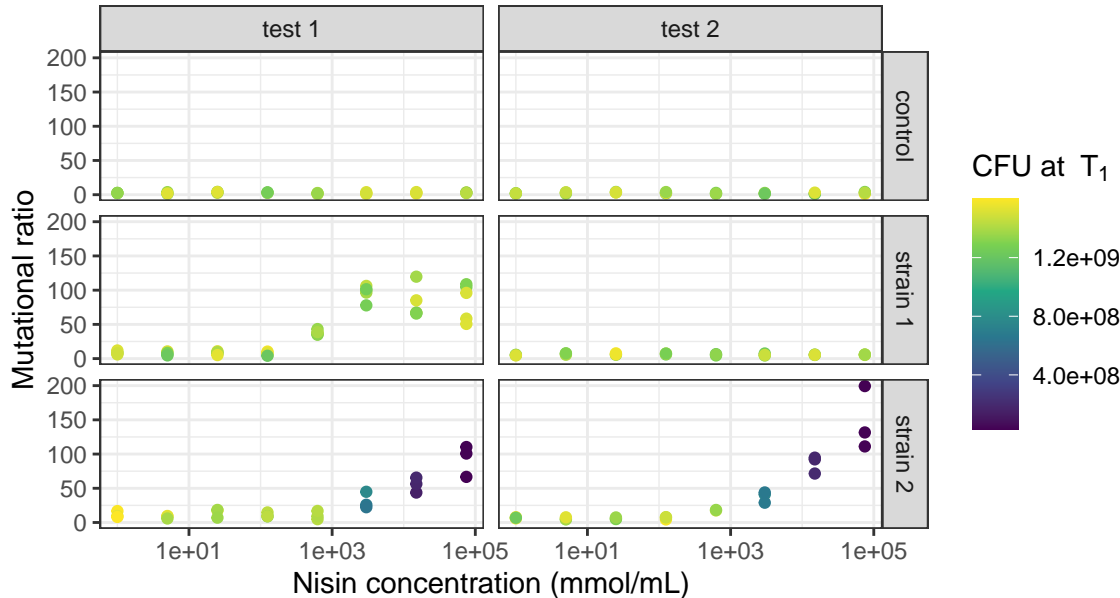 test 1
test 2
200
150
100
50
0
control
200
150
100
50
0
strain 1
200
150
100
50
0
strain 2
Mutational ratio
1e+01
1e+03
1e+05
1e+01
1e+03
1e+05
Nisin concentration (mmol/mL)
CFU at T₁
1.2e+09
8.0e+08
4.0e+08